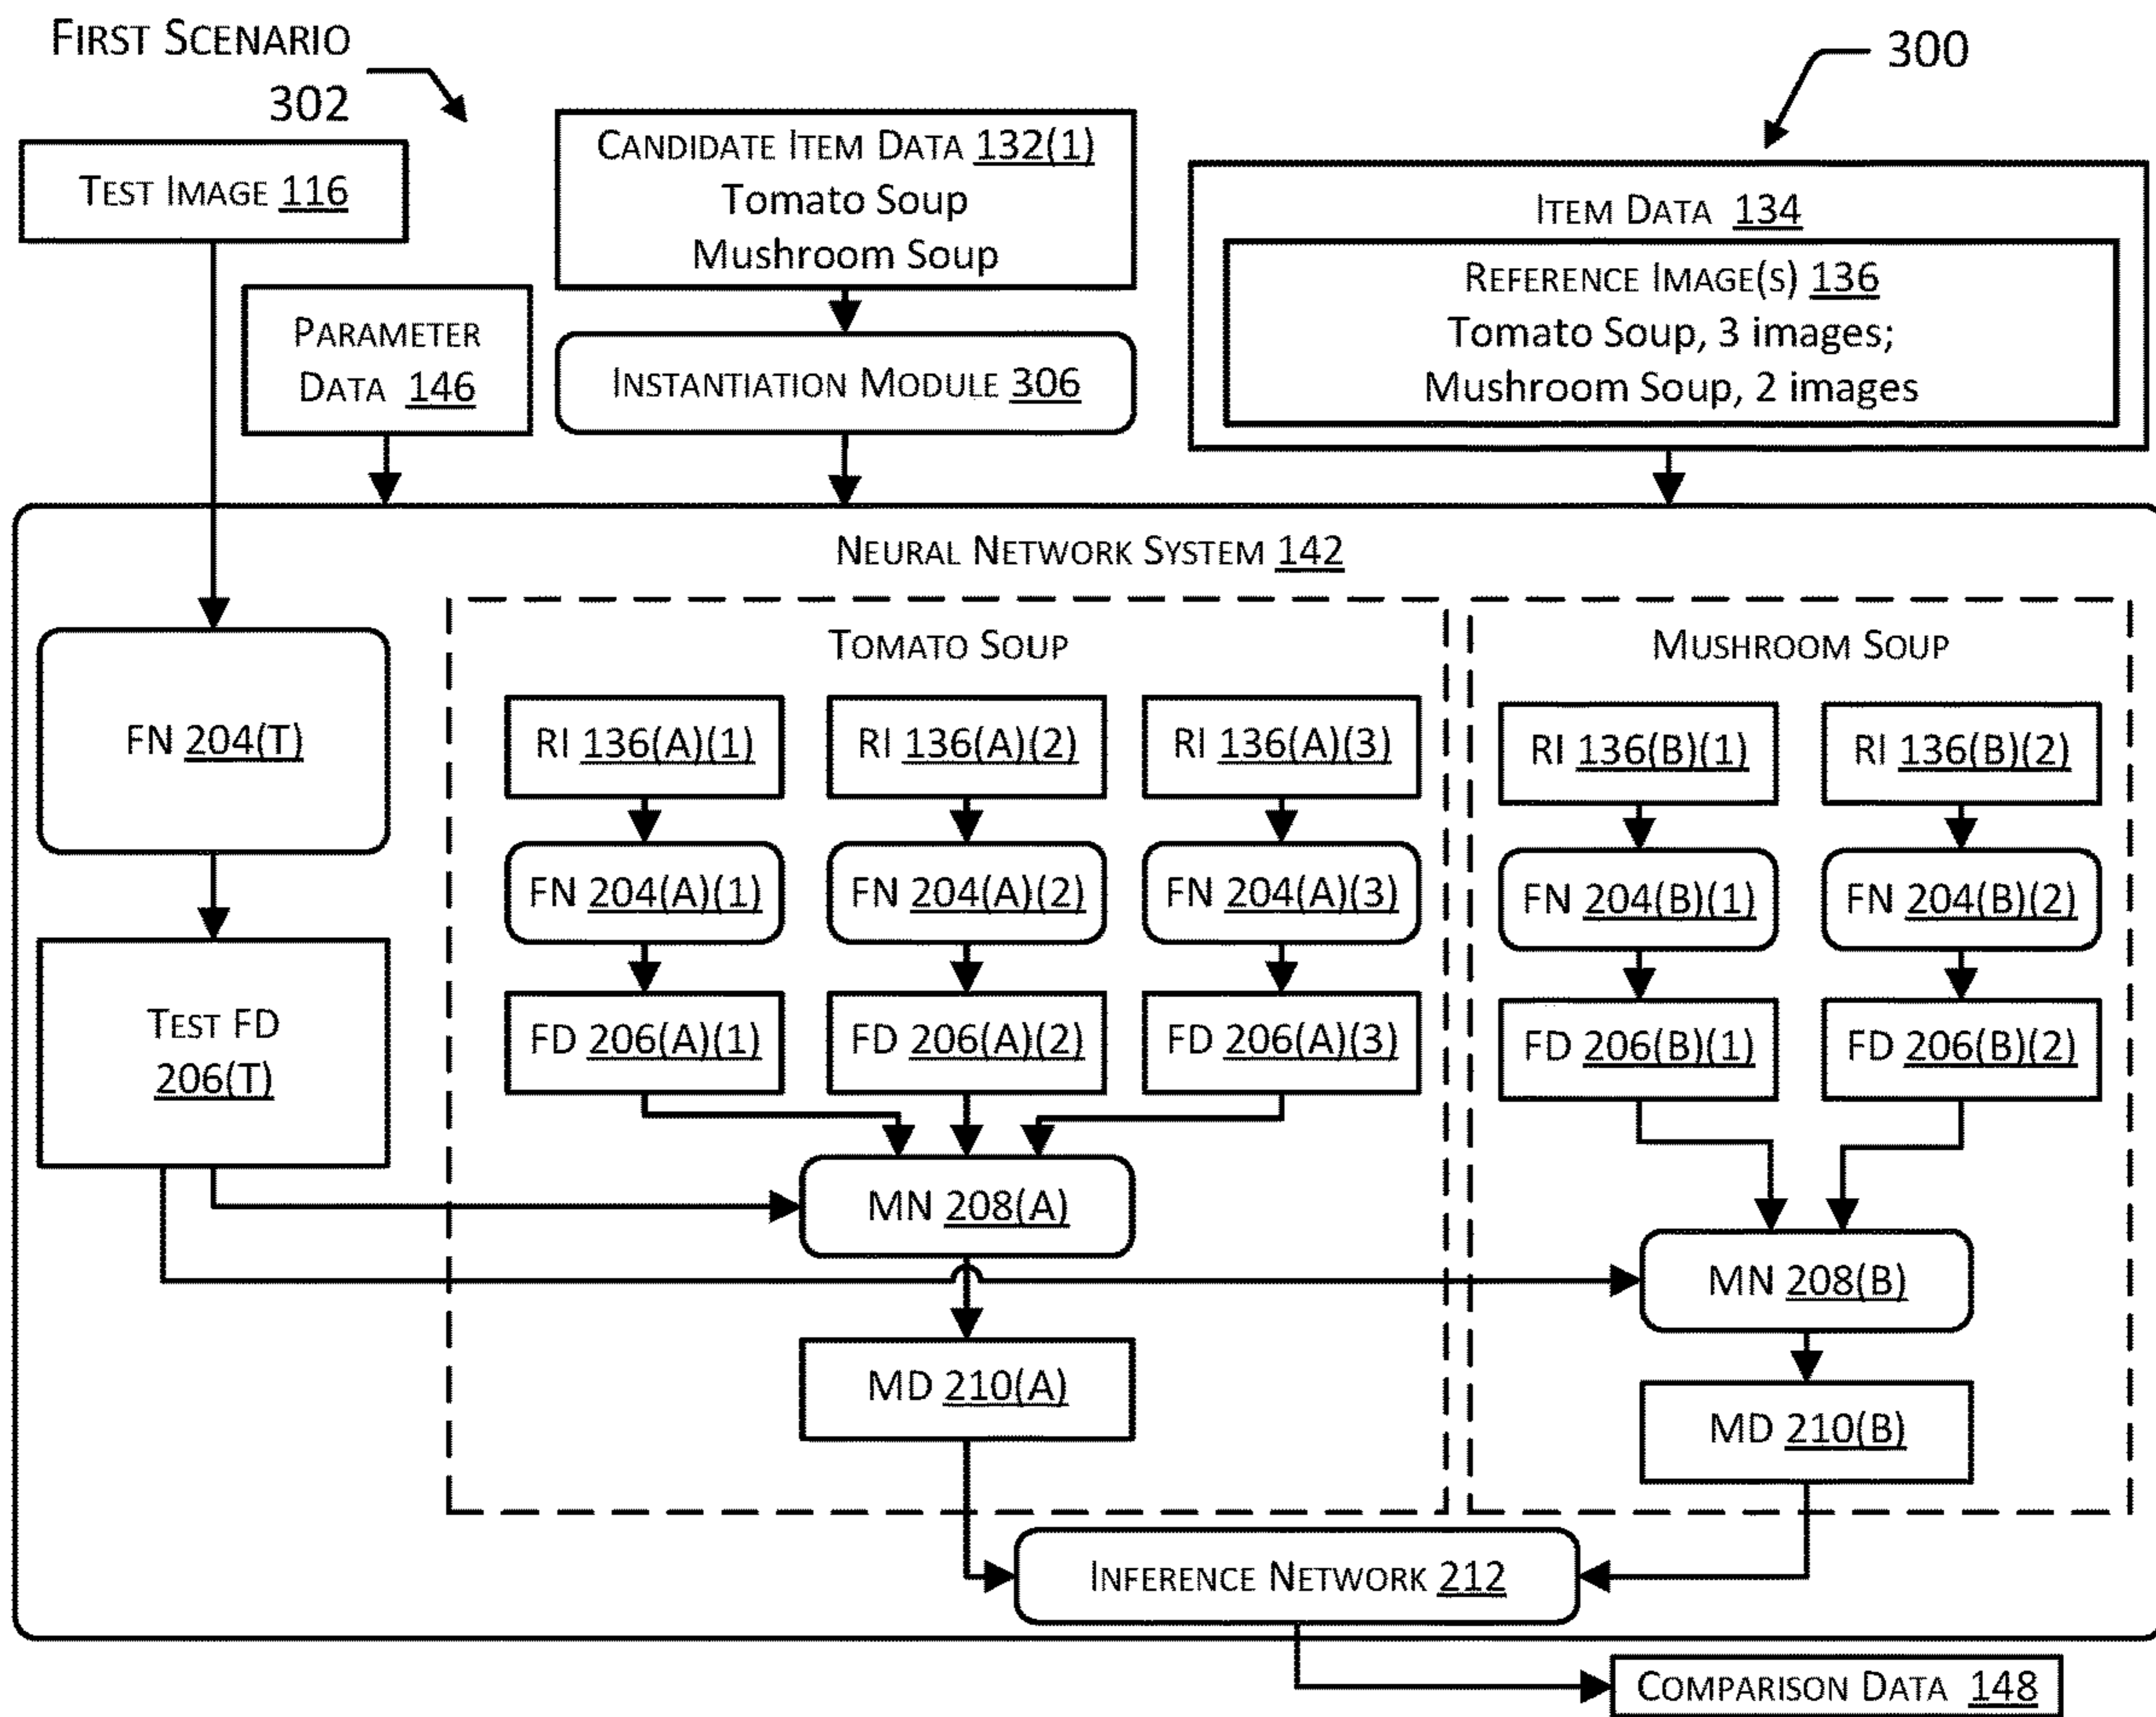 FIRST SCENARIO
302
300
TEST IMAGE 116
CANDIDATE ITEM DATA 132(1)
Tomato Soup
Mushroom Soup
ITEM DATA 134
REFERENCE IMAGE(S) 136
Tomato Soup, 3 images;
Mushroom Soup, 2 images
PARAMETER
DATA 146
INSTANTIATION MODULE 306
NEURAL NETWORK SYSTEM 142
TOMATO SOUP
MUSHROOM SOUP
FN 204(T)
RI 136(A)(1)
RI 136(A)(2)
RI 136(A)(3)
RI 136(B)(1)
RI 136(B)(2)
FN 204(A)(1)
FN 204(A)(2)
FN 204(A)(3)
FN 204(B)(1)
FN 204(B)(2)
TEST FD
206(T)
FD 206(A)(1)
FD 206(A)(2)
FD 206(A)(3)
FD 206(B)(1)
FD 206(B)(2)
MN 208(A)
MN 208(B)
MD 210(A)
MD 210(B)
INFERENCE NETWORK 212
COMPARISON DATA 148